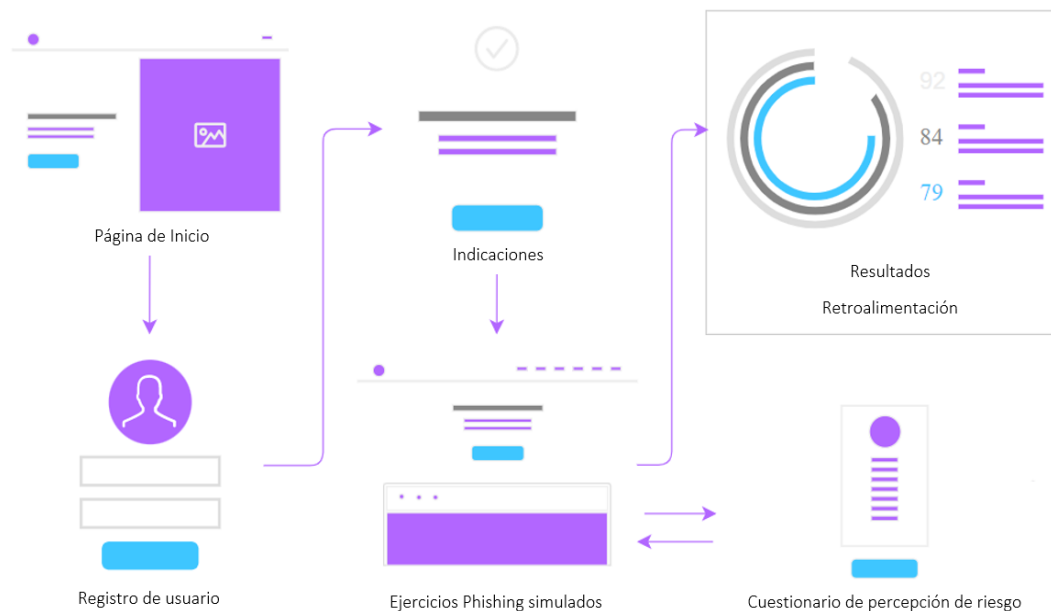 Página de Inicio
Registro de usuario
Indicaciones
Ejercicios Phishing simulados
92
84
79
Resultados
Retroalimentación
Cuestionario de percepción de riesgo